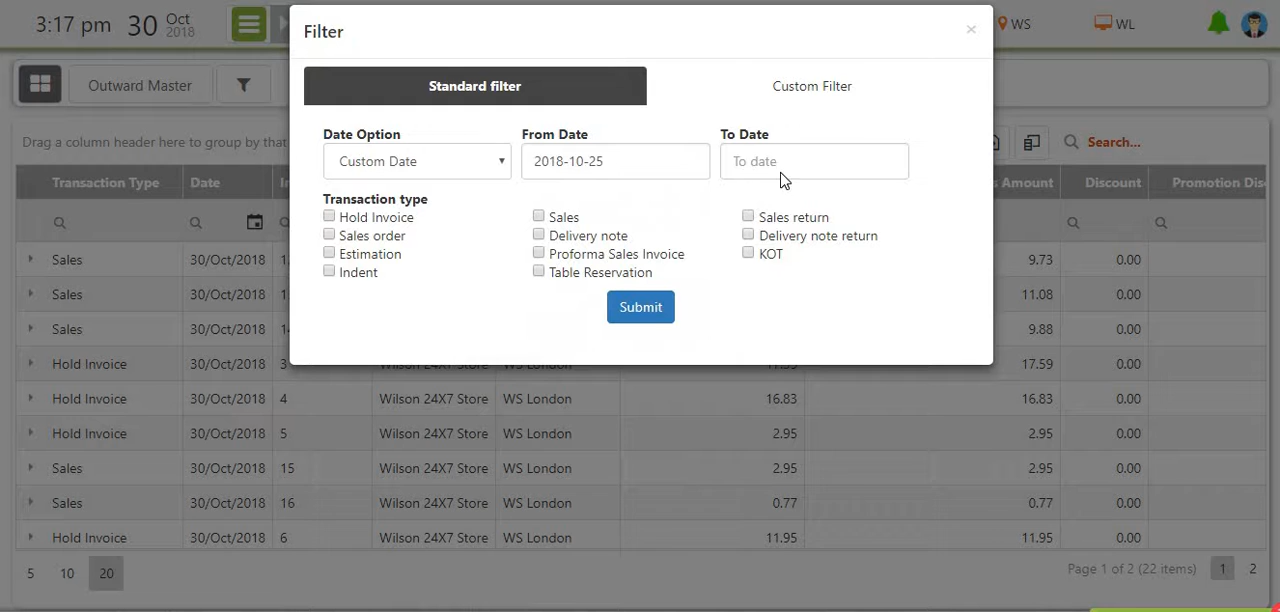 3:17 pm 30 Oct 2018
WS WL
Filter ×
Standard filter Custom Filter
Outward Master
Date Option From Date To Date
Drag a column header here to group by that Search...
Custom Date 2018-10-25 To date
Transaction Type Date Amount Discount Promotion
Transaction type
Hold Invoice Sales Sales return
Sales order Delivery note Delivery note return
Estimation Proforma Sales Invoice KOT
Indent Table Reservation
Submit
Sales 30/Oct/2018 9.73 0.00
Sales 30/Oct/2018 11.08 0.00
Sales 30/Oct/2018 9.88 0.00
Hold Invoice 30/Oct/2018 3 Wilson 24X7 Store WS London 17.59 0.00
Hold Invoice 30/Oct/2018 4 Wilson 24X7 Store WS London 16.83 16.83 0.00
Hold Invoice 30/Oct/2018 5 Wilson 24X7 Store WS London 2.95 2.95 0.00
Sales 30/Oct/2018 15 Wilson 24X7 Store WS London 2.95 2.95 0.00
Sales 30/Oct/2018 16 Wilson 24X7 Store WS London 0.77 0.77 0.00
Hold Invoice 30/Oct/2018 6 Wilson 24X7 Store WS London 11.95 11.95 0.00
5 10 20 Page 1 of 2 (22 items) 1 2